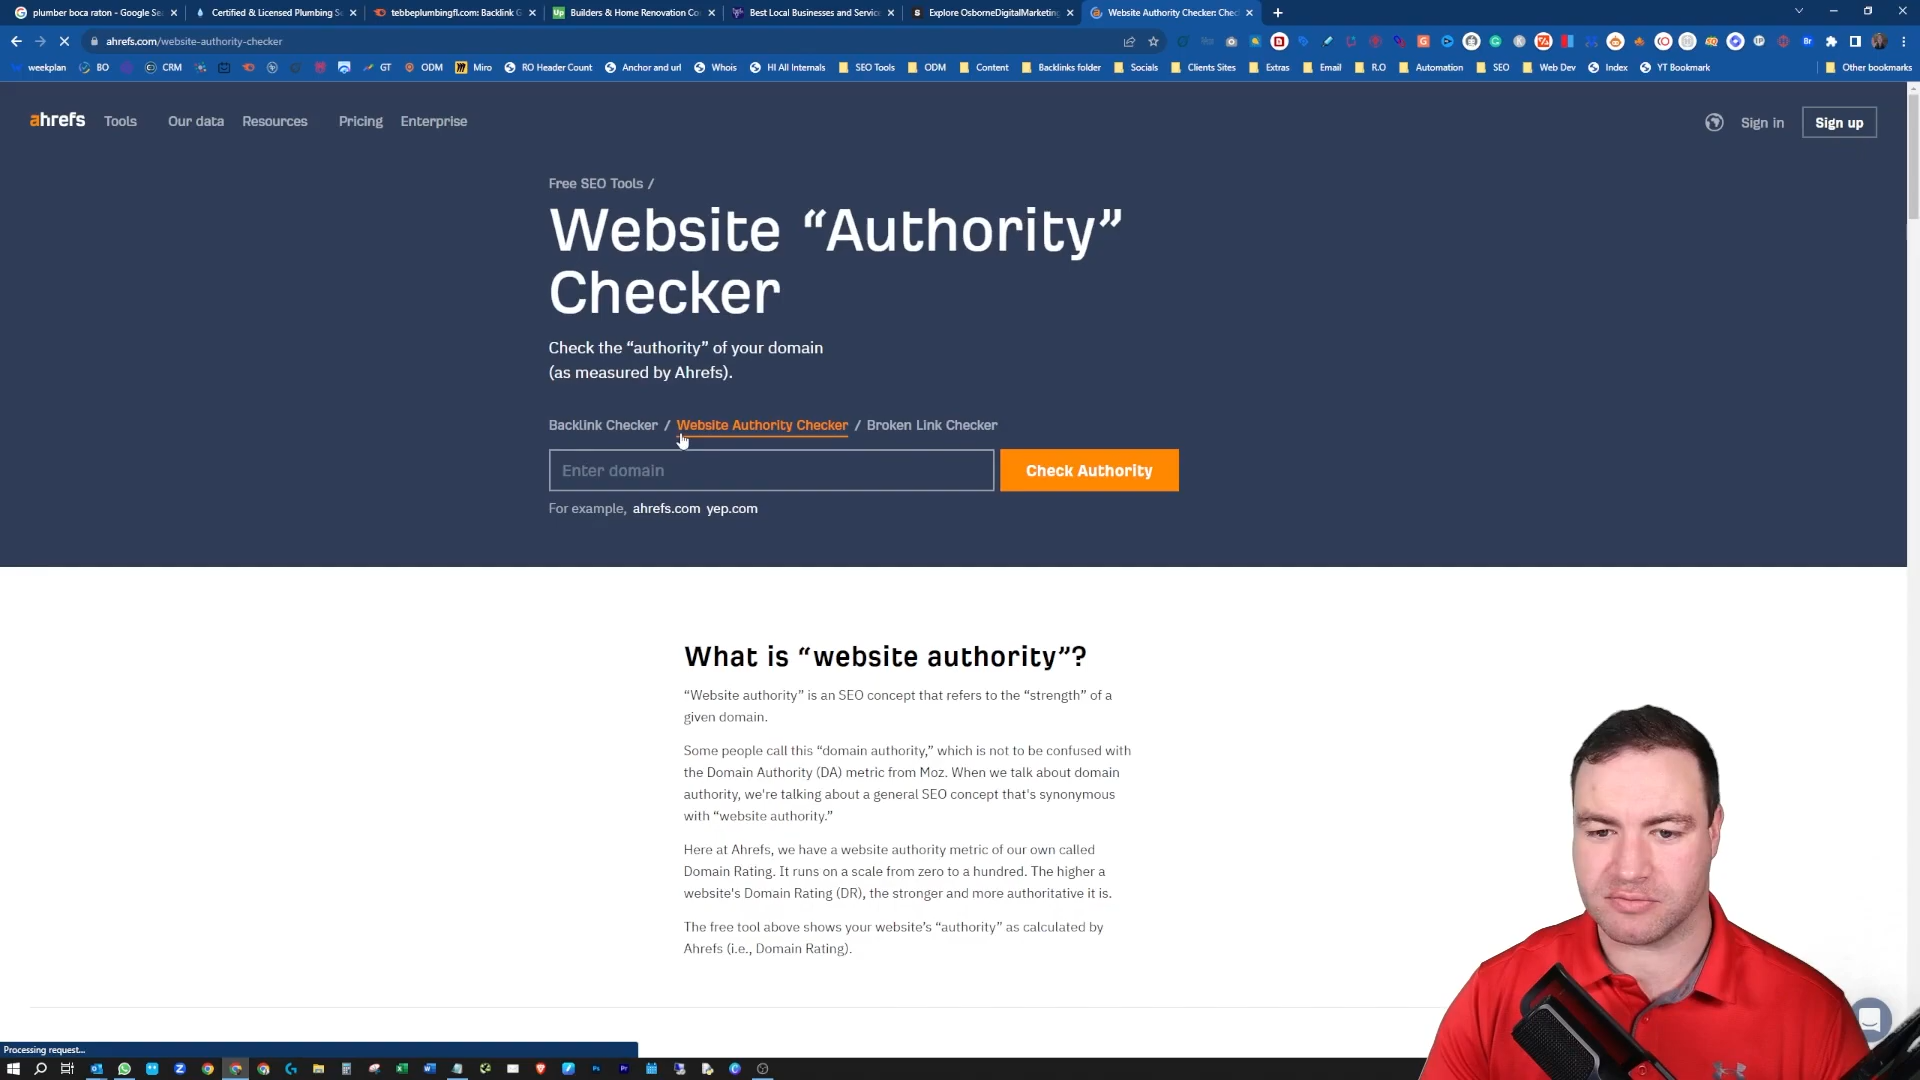 plumber boca raton - Google Se
Certified & Licensed Plumbing S
tebbeplumbingfl.com: Backlink G
Builders & Home Renovation Co
Best Local Businesses and Service
Explore OsborneDigitalMarketing
Website Authority Checker: Chec
ahrefs.com/website-authority-checker
weekplan
BO
CRM
GT
ODM
Miro
RO Header Count
Anchor and url
Whois
HI All Internals
SEO Tools
ODM
Content
Backlinks folder
Socials
Clients Sites
Extras
Email
R.O
Automation
SEO
Web Dev
Index
YT Bookmark
Other bookmarks
ahrefs
Tools
Our data
Resources
Pricing
Enterprise
Sign in
Sign up
Free SEO Tools /
Website “Authority”
Checker
Check the “authority” of your domain
(as measured by Ahrefs).
Backlink Checker / Website Authority Checker / Broken Link Checker
Enter domain
Check Authority
For example, ahrefs.com yep.com
What is “website authority”?
“Website authority” is an SEO concept that refers to the “strength” of a
given domain.
Some people call this “domain authority,” which is not to be confused with
the Domain Authority (DA) metric from Moz. When we talk about domain
authority, we're talking about a general SEO concept that's synonymous
with “website authority.”
Here at Ahrefs, we have a website authority metric of our own called
Domain Rating. It runs on a scale from zero to a hundred. The higher a
website's Domain Rating (DR), the stronger and more authoritative it is.
The free tool above shows your website’s “authority” as calculated by
Ahrefs (i.e., Domain Rating).
Processing request...